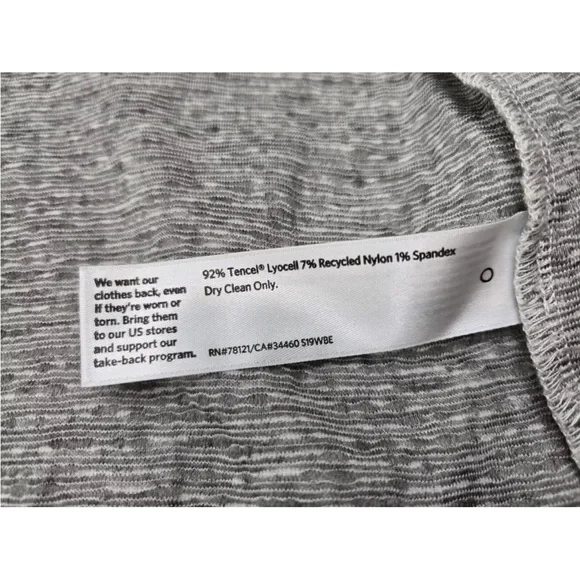 We want our
clothes back, even
if they're worn or
torn. Bring them
to our US stores
and support our
take-back program.
92% Tencel® Lyocell 7% Recycled Nylon 1% Spandex
Dry Clean Only.
RN#78121/CA#34460 S19WBE